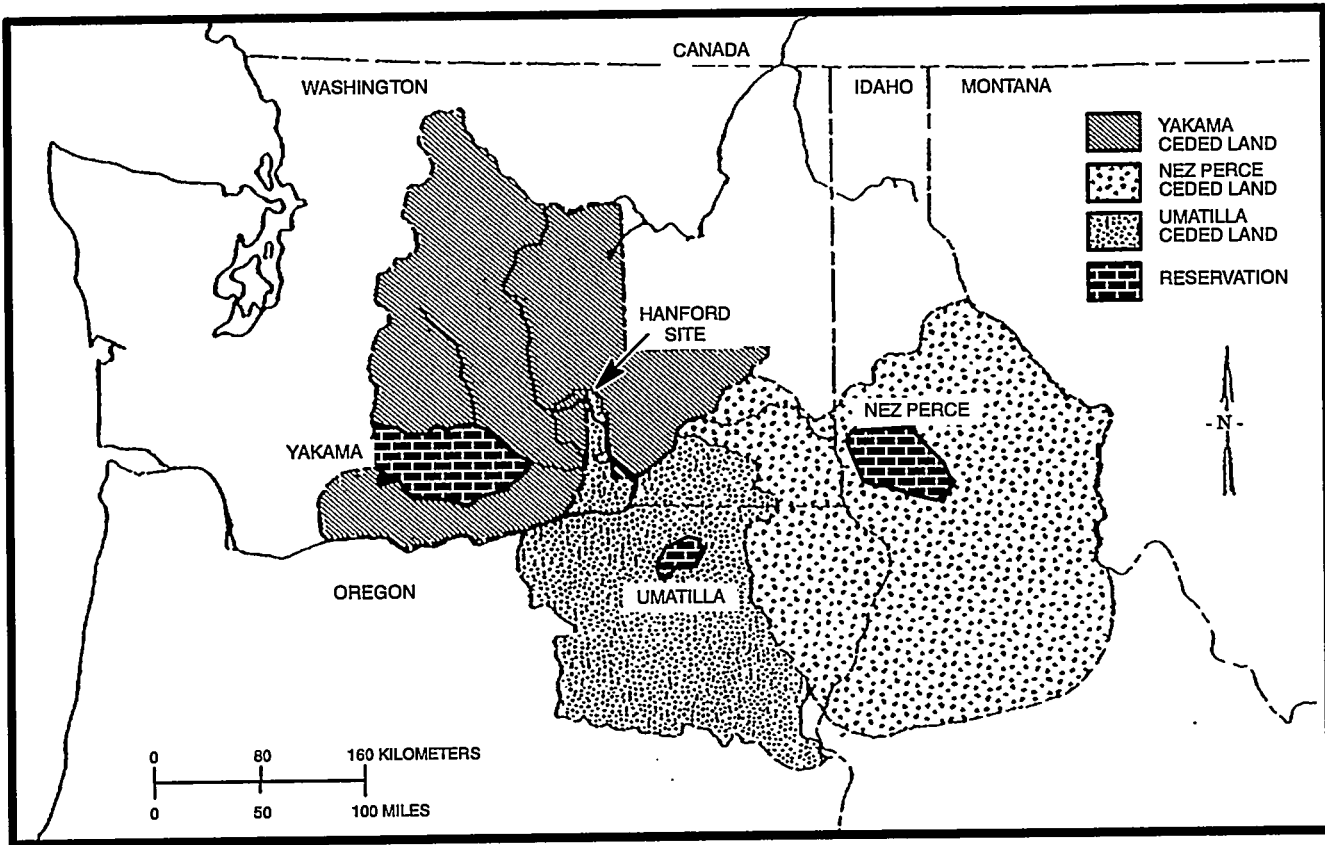 CANADA
WASHINGTON
IDAHO
MONTANA
YAKAMA
CEDED LAND
NEZ PERCE
CEDED LAND
UMATILLA
CEDED LAND
RESERVATION
HANFORD
SITE
NEZ PERCE
YAKAMA
N
OREGON
UMATILLA
0 80 160 KILOMETERS
0 50 100 MILES